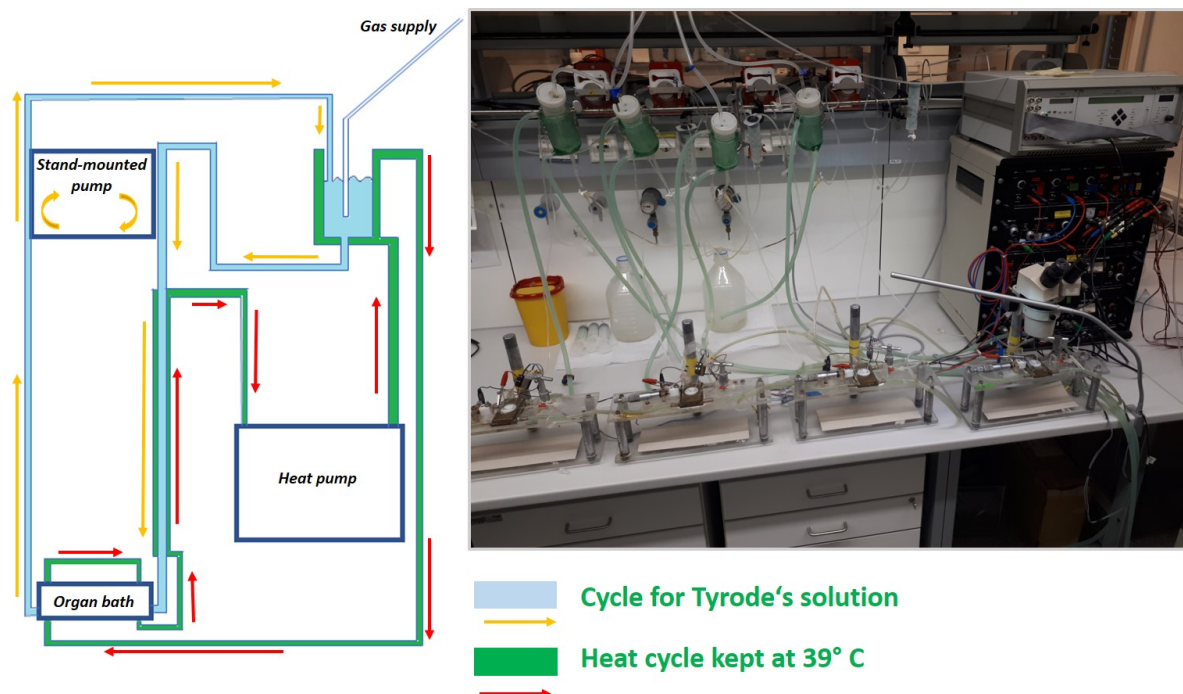 Gas supply
Stand-mounted
pump
Heat pump
Organ bath
Cycle for Tyrode‘s solution
Heat cycle kept at 39° C